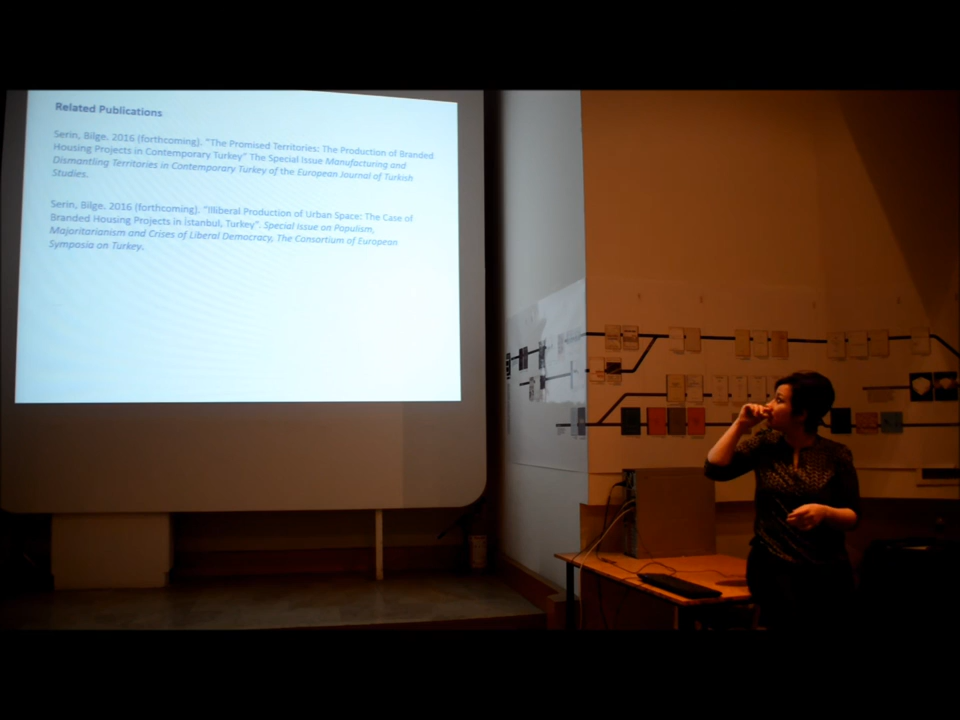 Related Publications
Serin, Bilge. 2016 (forthcoming). "The Promised Territories: The Production of Branded
Housing Projects in Contemporary Turkey" The Special Issue Manufacturing and
Dismantling Territories in Contemporary Turkey of the European Journal of Turkish
Studies.
Serin, Bilge. 2016 (forthcoming). "Illiberal Production of Urban Space: The Case of
Branded Housing Projects in İstanbul, Turkey". Special Issue on Populism,
Majoritarianism and Crises of Liberal Democracy, The Consortium of European
Symposia on Turkey.